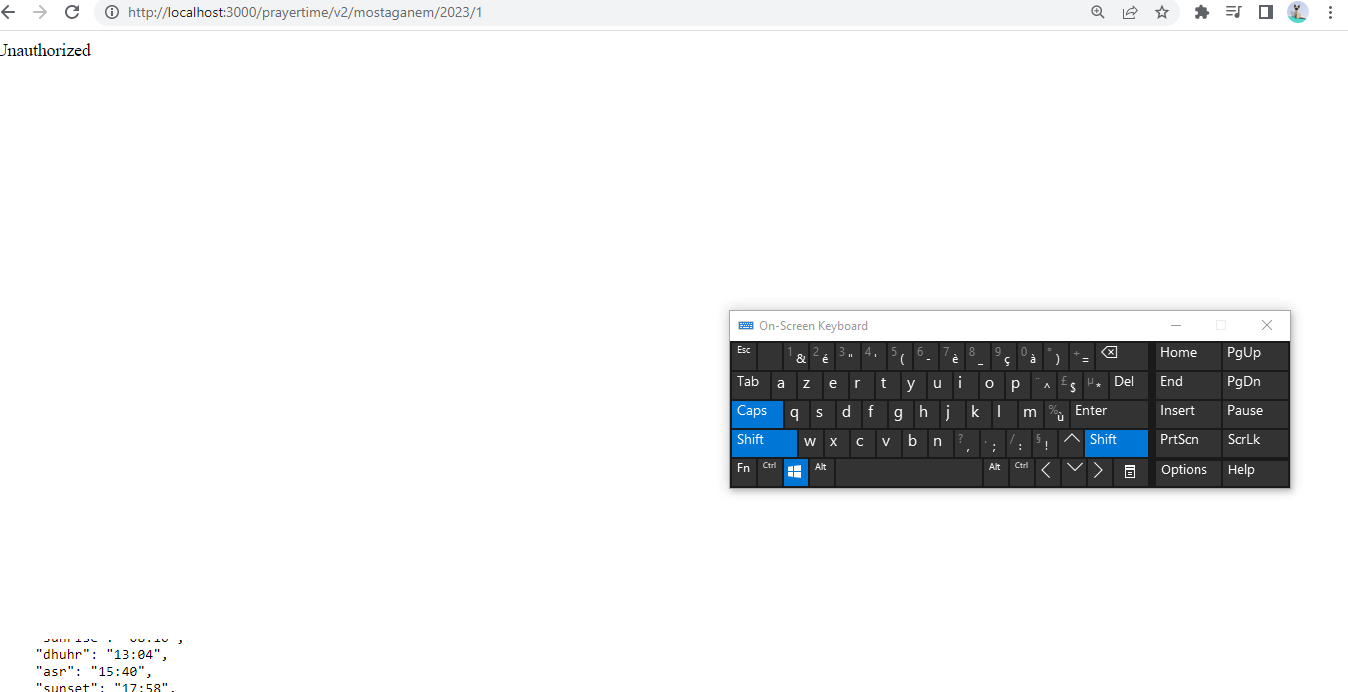 http://localhost:3000/prayertime/v2/mostaganem/2023/1
Unauthorized
On-Screen Keyboard
Esc 1 & 2 é 3 " 4 ' 5 ( 6 - 7 è 8 _ 9 ç 0 à ° ) + = Home PgUp
Tab a z e r t y u i o p ¨ ^ £ $ µ * Del End PgDn
Caps q s d f g h j k l m % ù Enter Insert Pause
Shift w x c v b n ? , . ; / : § ! Shift PrtScn ScrLk
Fn Ctrl Alt Alt Ctrl Options Help
"sunrise": "08:10",
"dhuhr": "13:04",
"asr": "15:40",
"sunset": "17:58",